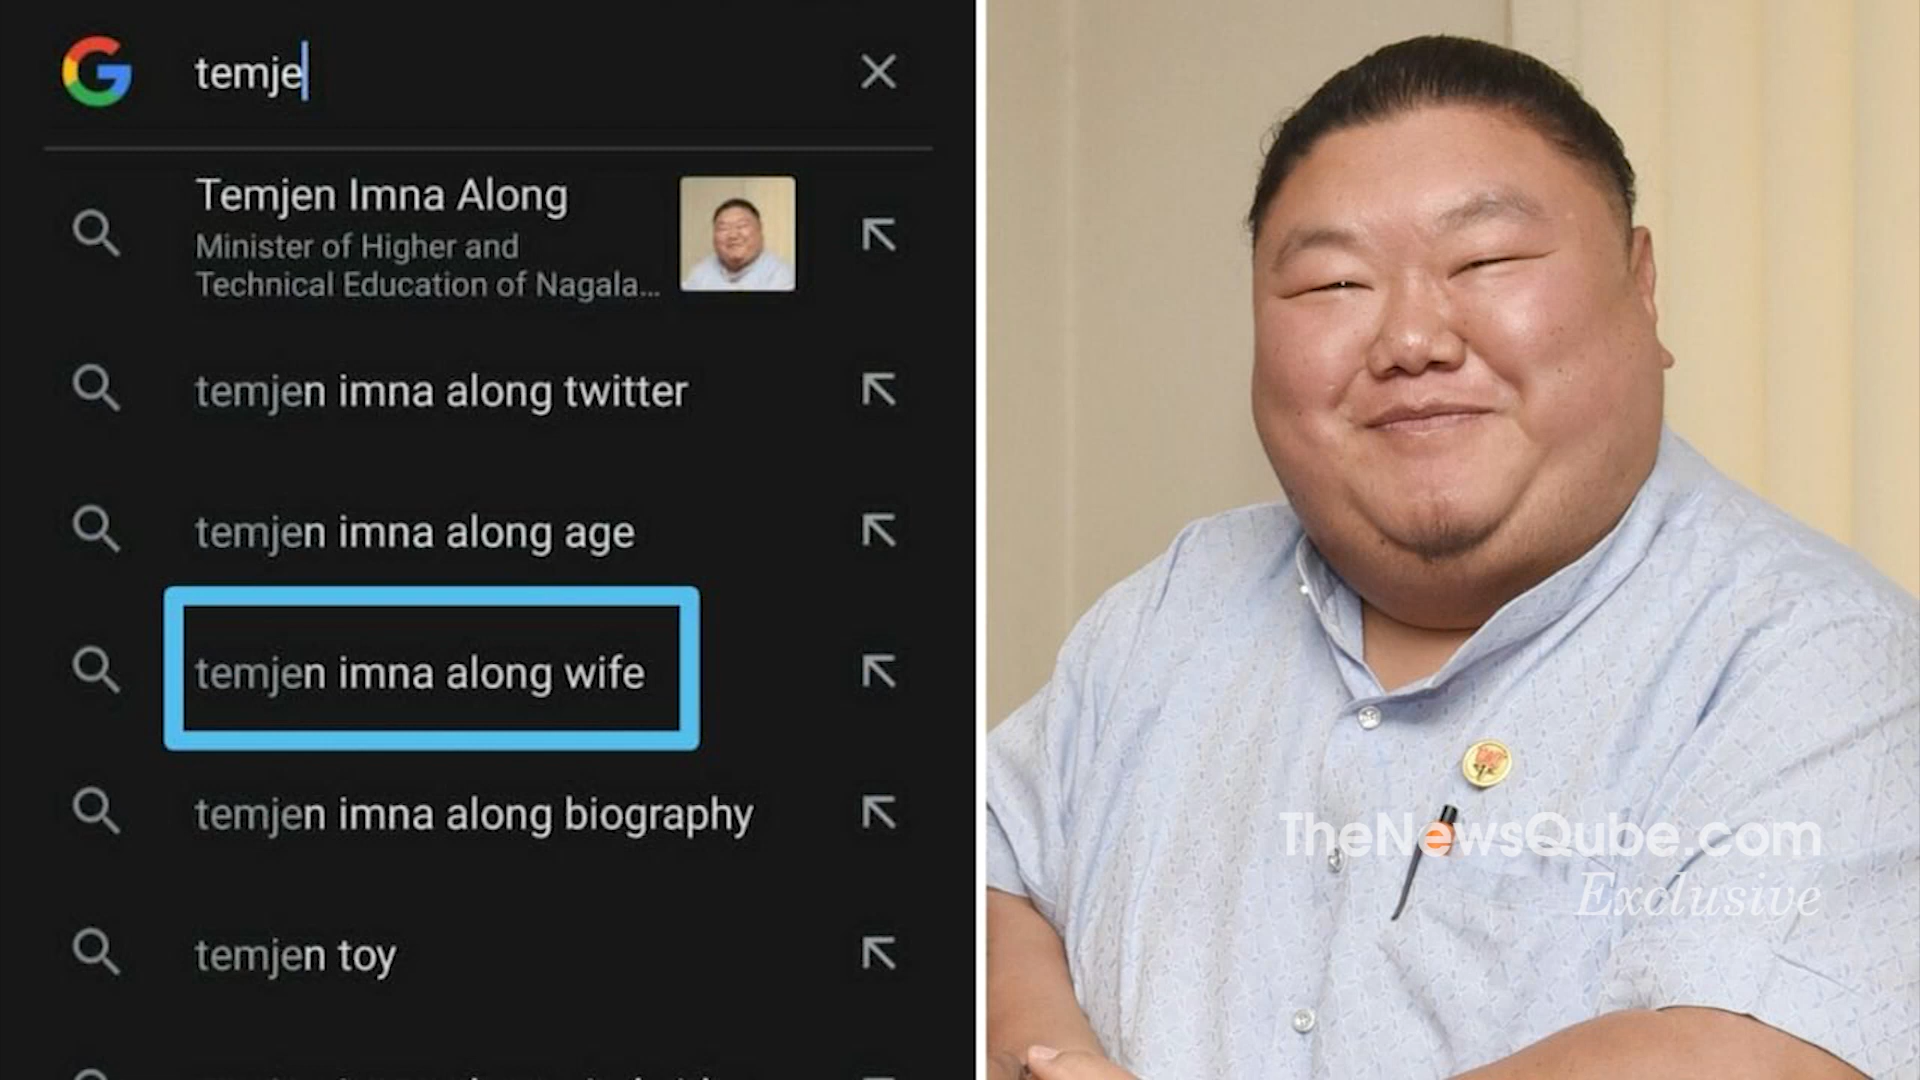 temje
Temjen Imna Along
Minister of Higher and
Technical Education of Nagala...
temjen imna along twitter
temjen imna along age
temjen imna along wife
temjen imna along biography
temjen toy
TheNewsQube.com
Exclusive